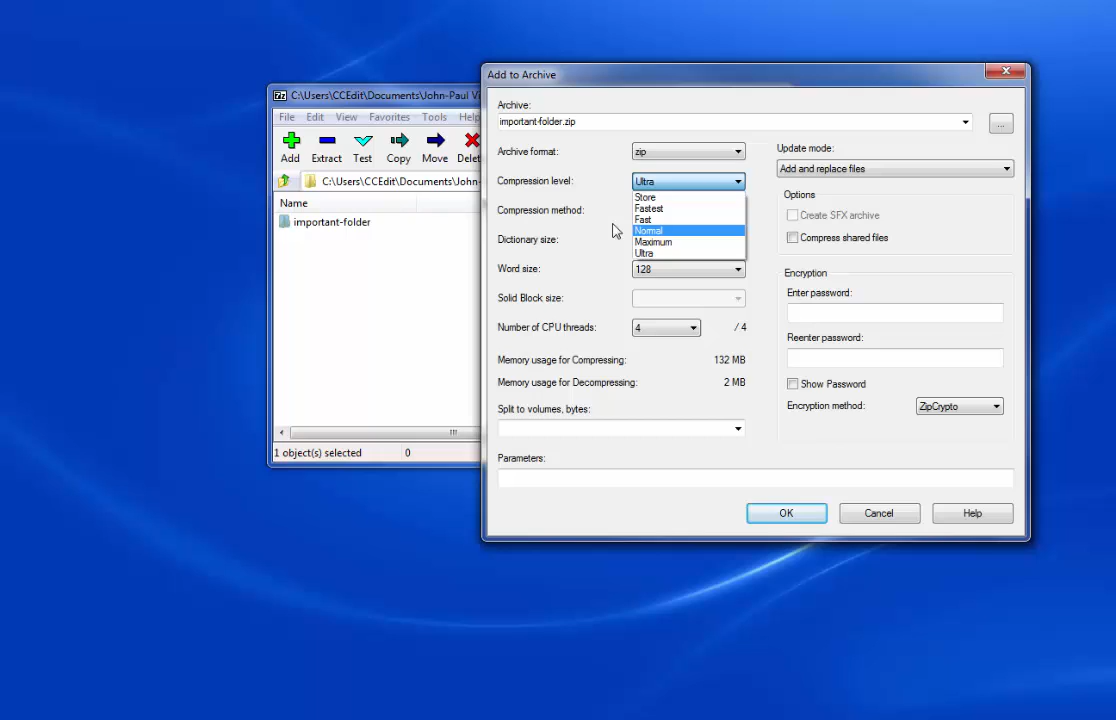 Add to Archive
C:\Users\CCEdit\Documents\John-Paul Vi
File Edit View Favorites Tools Help
Add Extract Test Copy Move Delet
C:\Users\CCEdit\Documents\John-
Name
important-folder
1 object(s) selected 0
Archive:
important-folder.zip
...
Archive format: zip
Compression level: Ultra
Store
Fastest
Fast
Normal
Maximum
Ultra
Compression method:
Dictionary size:
Word size: 128
Solid Block size:
Number of CPU threads: 4 / 4
Memory usage for Compressing: 132 MB
Memory usage for Decompressing: 2 MB
Split to volumes, bytes:
Update mode:
Add and replace files
Options
Create SFX archive
Compress shared files
Encryption
Enter password:
Reenter password:
Show Password
Encryption method: ZipCrypto
Parameters:
OK Cancel Help